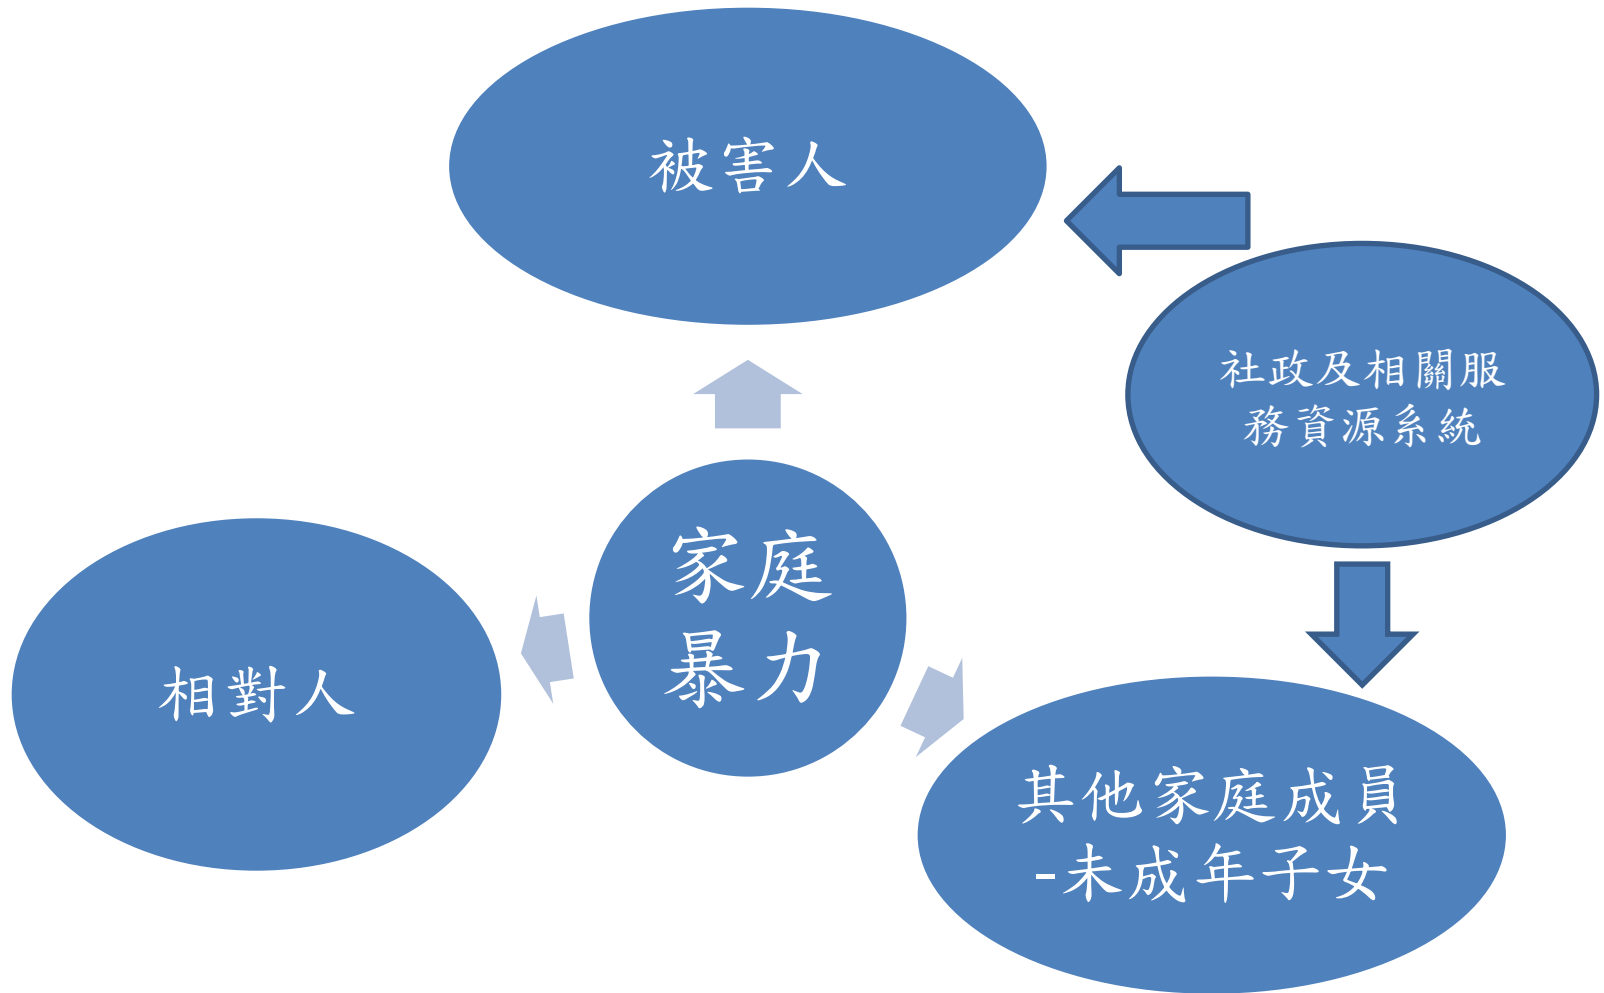 被害人
社政及相關服
務資源系統
家庭
暴力
相對人
其他家庭成員
-未成年子女